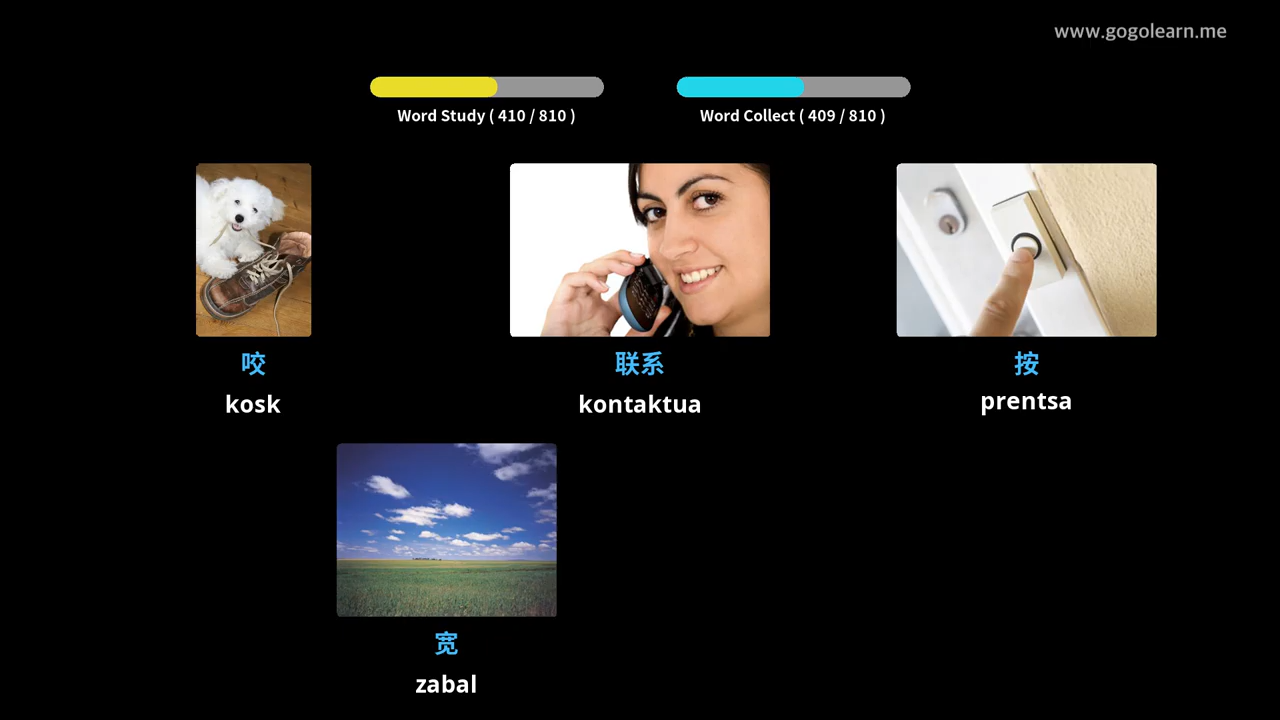 www.gogolearn.me
Word Study ( 410 / 810 )
Word Collect ( 409 / 810 )
咬
kosk
联系
kontaktua
按
prentsa
宽
zabal